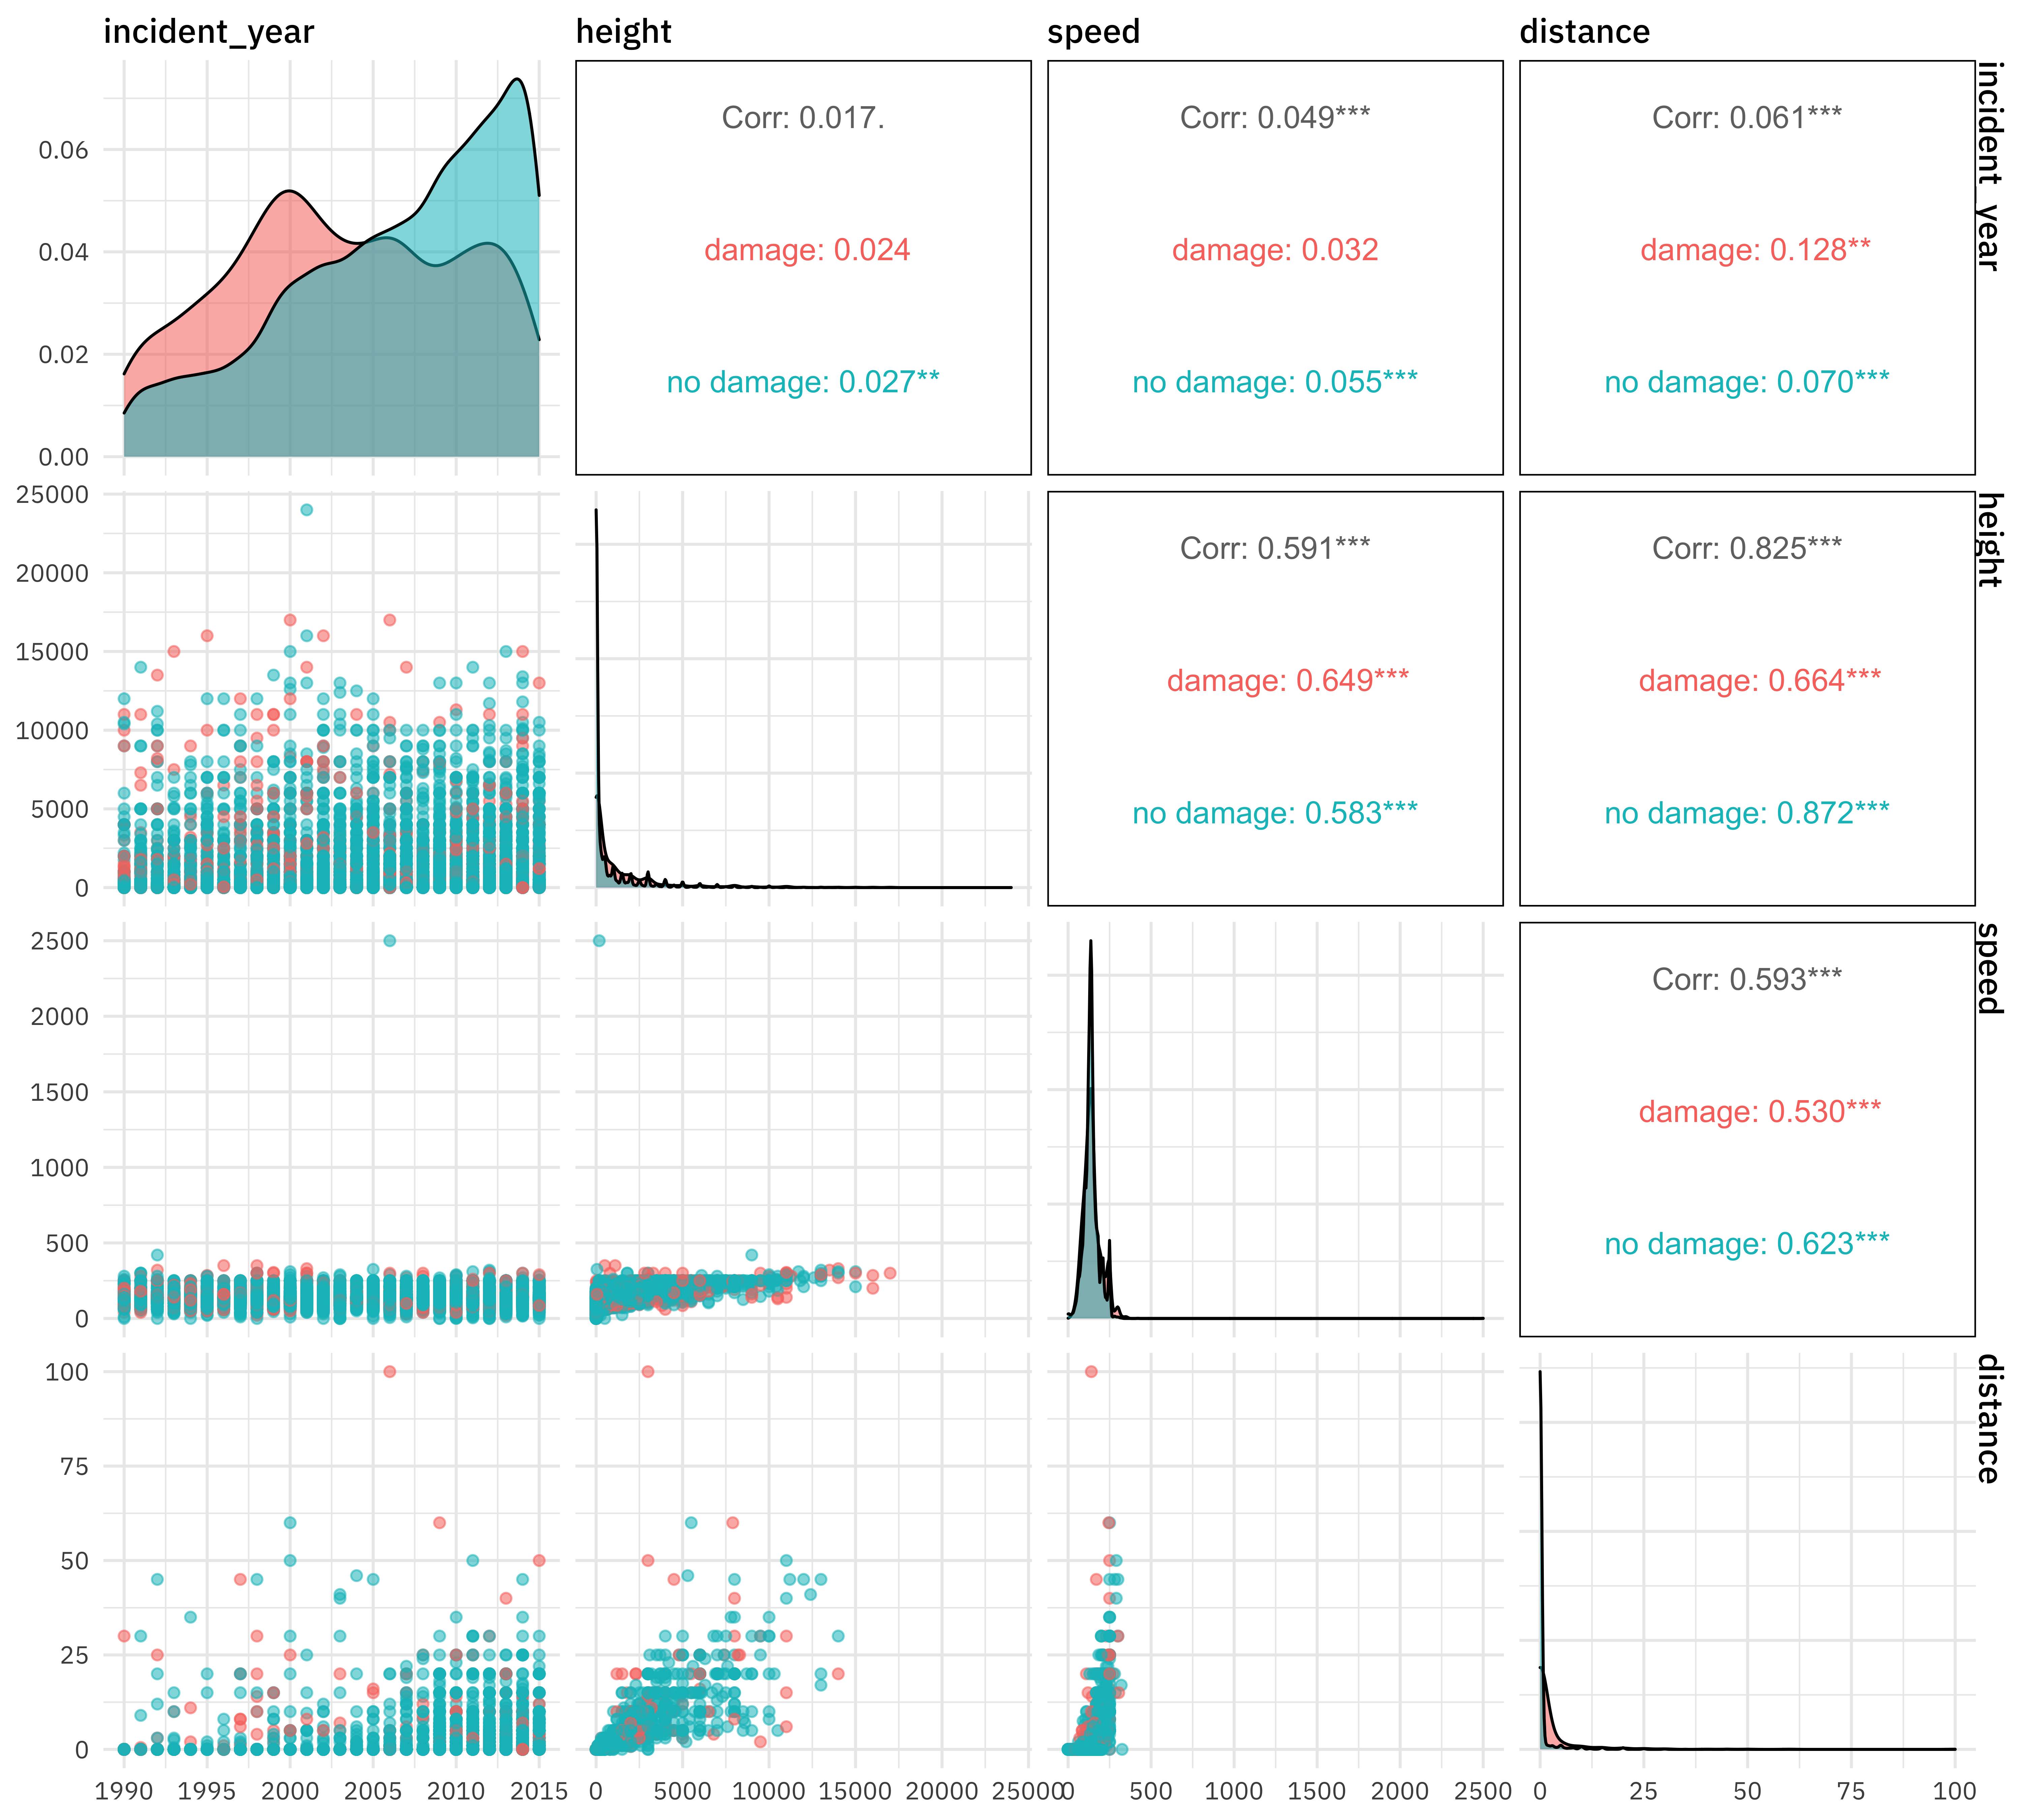 incident_year height speed distance
0.06
0.04
0.02
0.00
Corr: 0.017.
damage: 0.024
no damage: 0.027**
Corr: 0.049***
damage: 0.032
no damage: 0.055***
Corr: 0.061***
damage: 0.128**
no damage: 0.070***
incident_year
25000
20000
15000
10000
5000
0
Corr: 0.591***
damage: 0.649***
no damage: 0.583***
Corr: 0.825***
damage: 0.664***
no damage: 0.872***
height
2500
2000
1500
1000
500
0
Corr: 0.593***
damage: 0.530***
no damage: 0.623***
speed
100
75
50
25
0
distance
1990 1995 2000 2005 2010 2015
0 5000 10000 15000 20000 25000
0 500 1000 1500 2000 2500
0 25 50 75 100